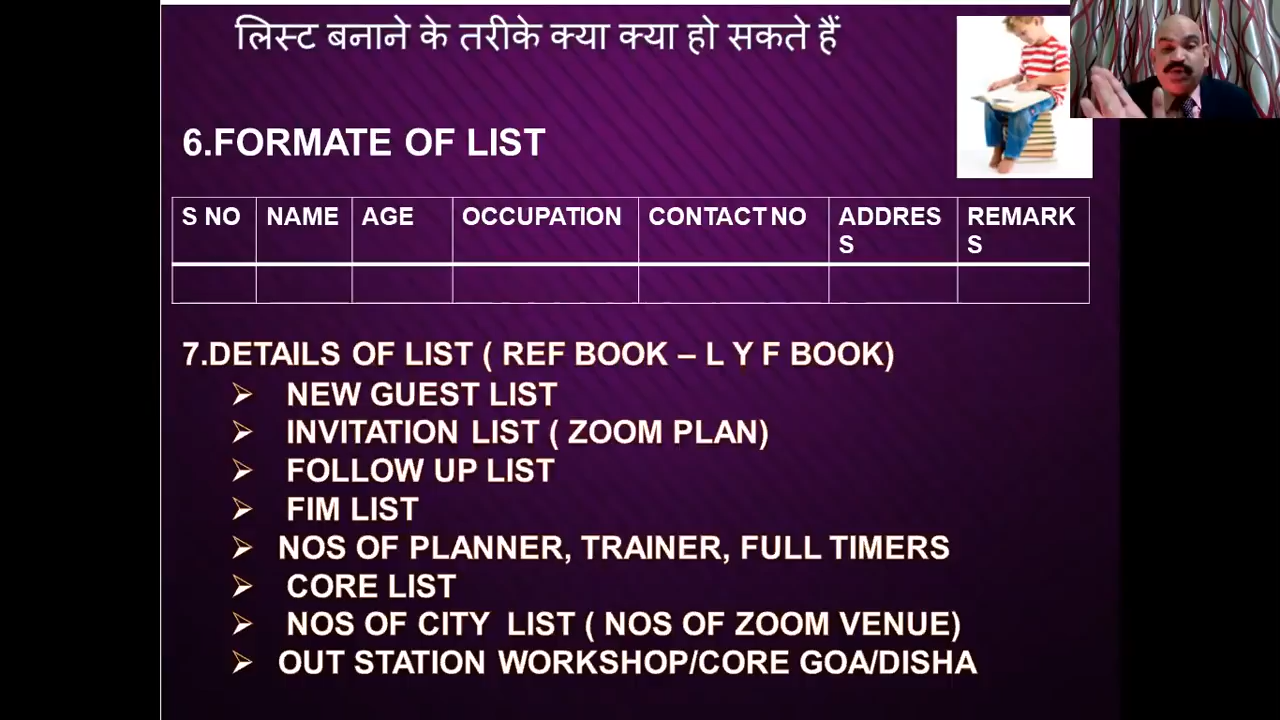 लिस्ट बनाने के तरीके क्या क्या हो सकते हैं
6.FORMATE OF LIST
S NO NAME AGE OCCUPATION CONTACT NO ADDRES
S REMARK
S
7.DETAILS OF LIST ( REF BOOK – L Y F BOOK)
NEW GUEST LIST
INVITATION LIST ( ZOOM PLAN)
FOLLOW UP LIST
FIM LIST
NOS OF PLANNER, TRAINER, FULL TIMERS
CORE LIST
NOS OF CITY LIST ( NOS OF ZOOM VENUE)
OUT STATION WORKSHOP/CORE GOA/DISHA